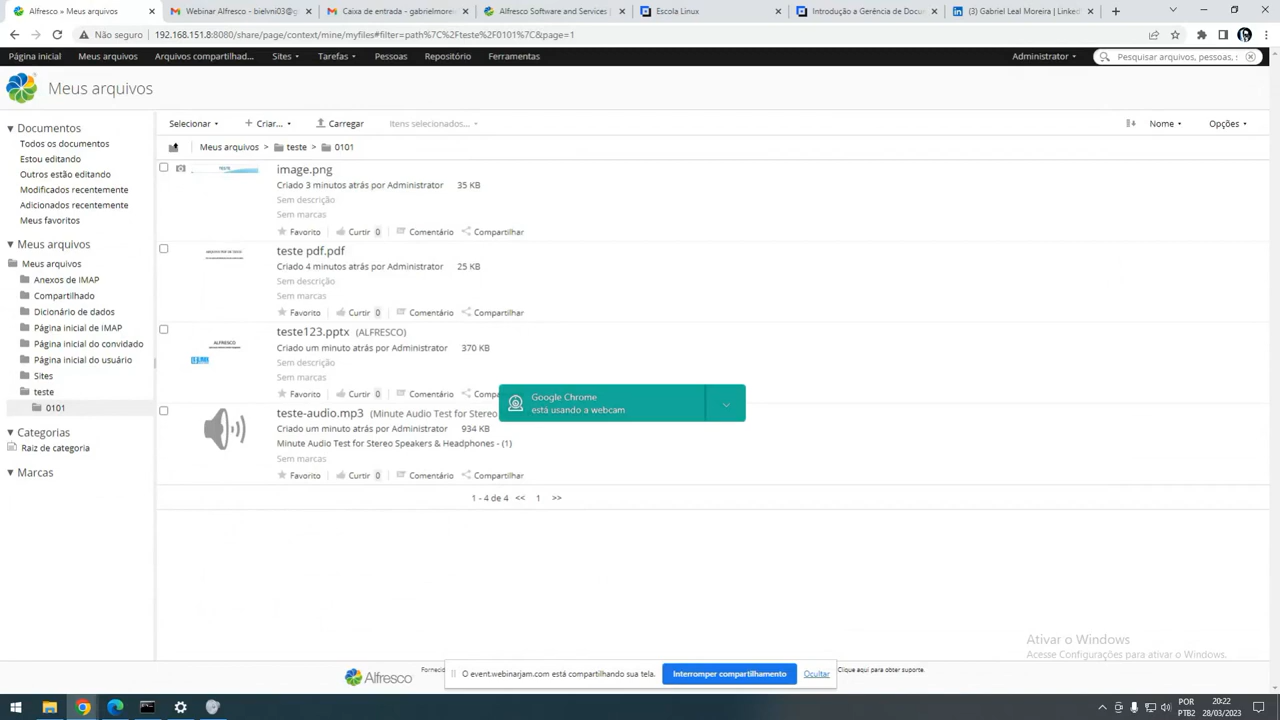 Alfresco » Meus arquivos
Webinar Alfresco - bielvni03@g
Caixa de entrada - gabrielmorei
Alfresco Software and Services |
Escola Linux
Introdução a Gerência de Docum
(3) Gabriel Leal Moreira | LinkedI
Não seguro
192.168.151.8:8080/share/page/context/mine/myfiles#filter=path%7C%2Fteste%2F0101%7C&page=1
Página inicial
Meus arquivos
Arquivos compartilhad...
Sites
Tarefas
Pessoas
Repositório
Ferramentas
Administrator
Pesquisar arquivos, pessoas, s
Meus arquivos
Documentos
Todos os documentos
Estou editando
Outros estão editando
Modificados recentemente
Adicionados recentemente
Meus favoritos
Meus arquivos
Meus arquivos
Anexos de IMAP
Compartilhado
Dicionário de dados
Página inicial de IMAP
Página inicial do convidado
Página inicial do usuário
Sites
teste
0101
Categorias
Raiz de categoria
Marcas
Selecionar
Criar...
Carregar
Itens selecionados...
Nome
Opções
Meus arquivos > teste > 0101
TESTE
image.png
Criado 3 minutos atrás por Administrator 35 KB
Sem descrição
Sem marcas
Favorito Curtir 0 Comentário Compartilhar
teste pdf.pdf
Criado 4 minutos atrás por Administrator 25 KB
Sem descrição
Sem marcas
Favorito Curtir 0 Comentário Compartilhar
ALFRESCO
teste123.pptx (ALFRESCO)
Criado um minuto atrás por Administrator 370 KB
Sem descrição
Sem marcas
Favorito Curtir 0 Comentário Compartilhar
Google Chrome
está usando a webcam
teste-audio.mp3 (Minute Audio Test for Stereo
Criado um minuto atrás por Administrator 934 KB
Minute Audio Test for Stereo Speakers & Headphones - (1)
Sem marcas
Favorito Curtir 0 Comentário Compartilhar
1 - 4 de 4 << 1 >>
Ativar o Windows
Acesse Configurações para ativar o Windows.
Alfresco
Fornecid
O event.webinarjam.com está compartilhando sua tela.
Interromper compartilhamento
Ocultar
Clique aqui para obter suporte.
POR
PTB2
20:22
28/03/2023